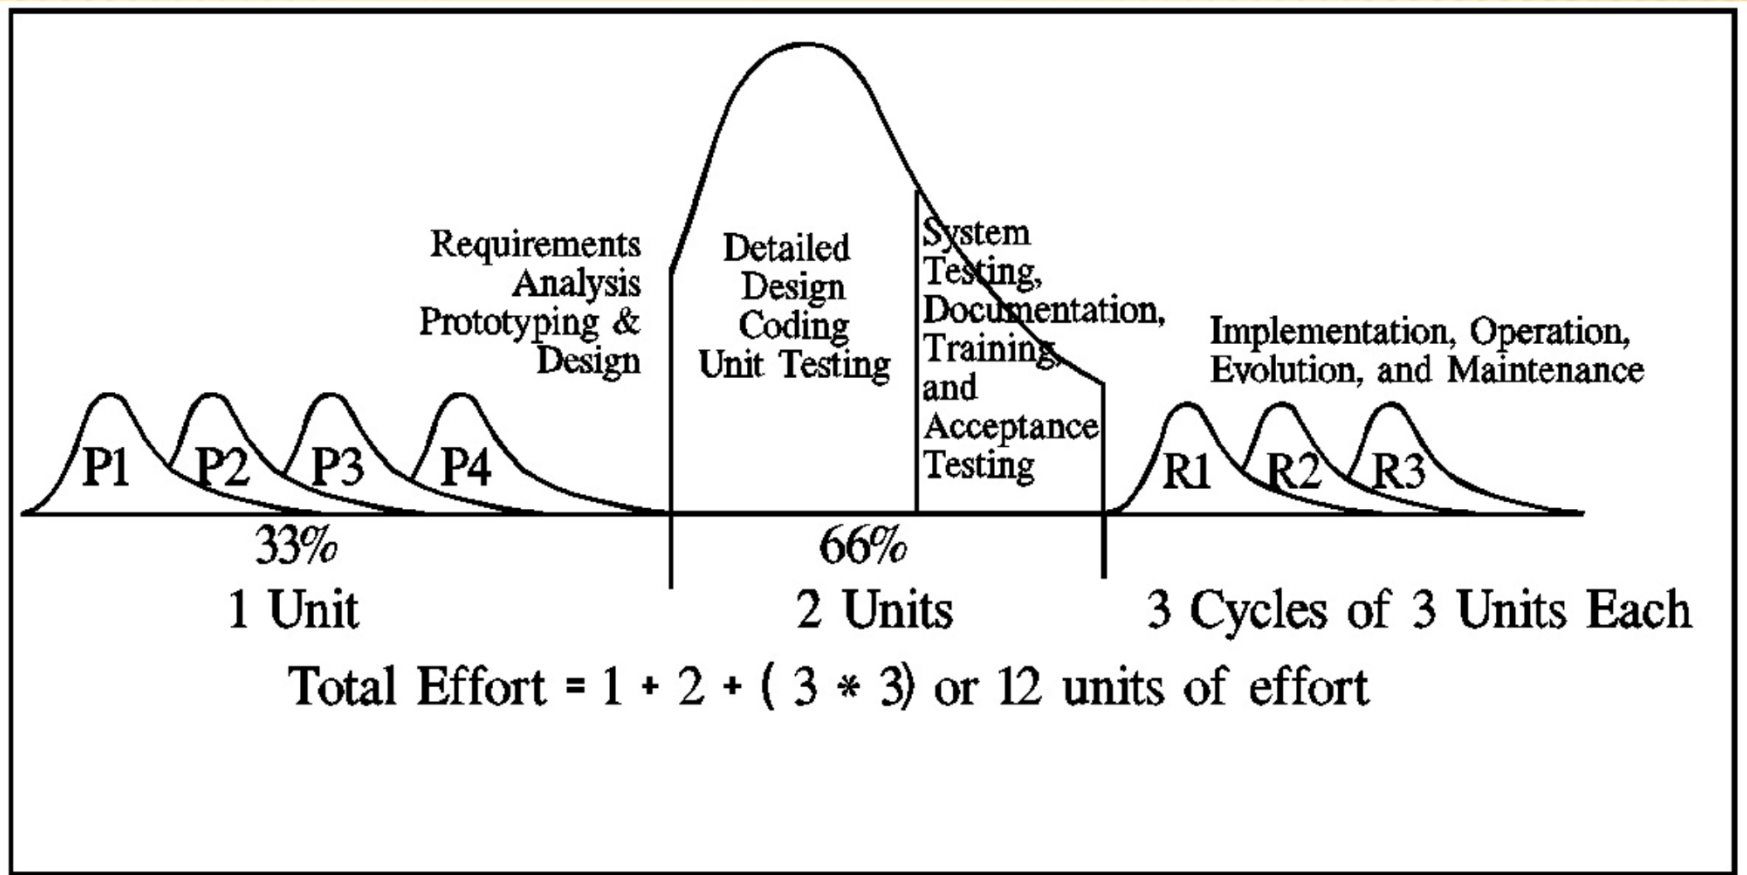 Requirements
Analysis
Prototyping &
Design
Detailed
Design
Coding
Unit Testing
System
Testing,
Documentation,
Training,
and
Acceptance
Testing
Implementation, Operation,
Evolution, and Maintenance
P1
P2
P3
P4
R1
R2
R3
33%
66%
1 Unit
2 Units
3 Cycles of 3 Units Each
Total Effort = 1 + 2 + ( 3 * 3) or 12 units of effort